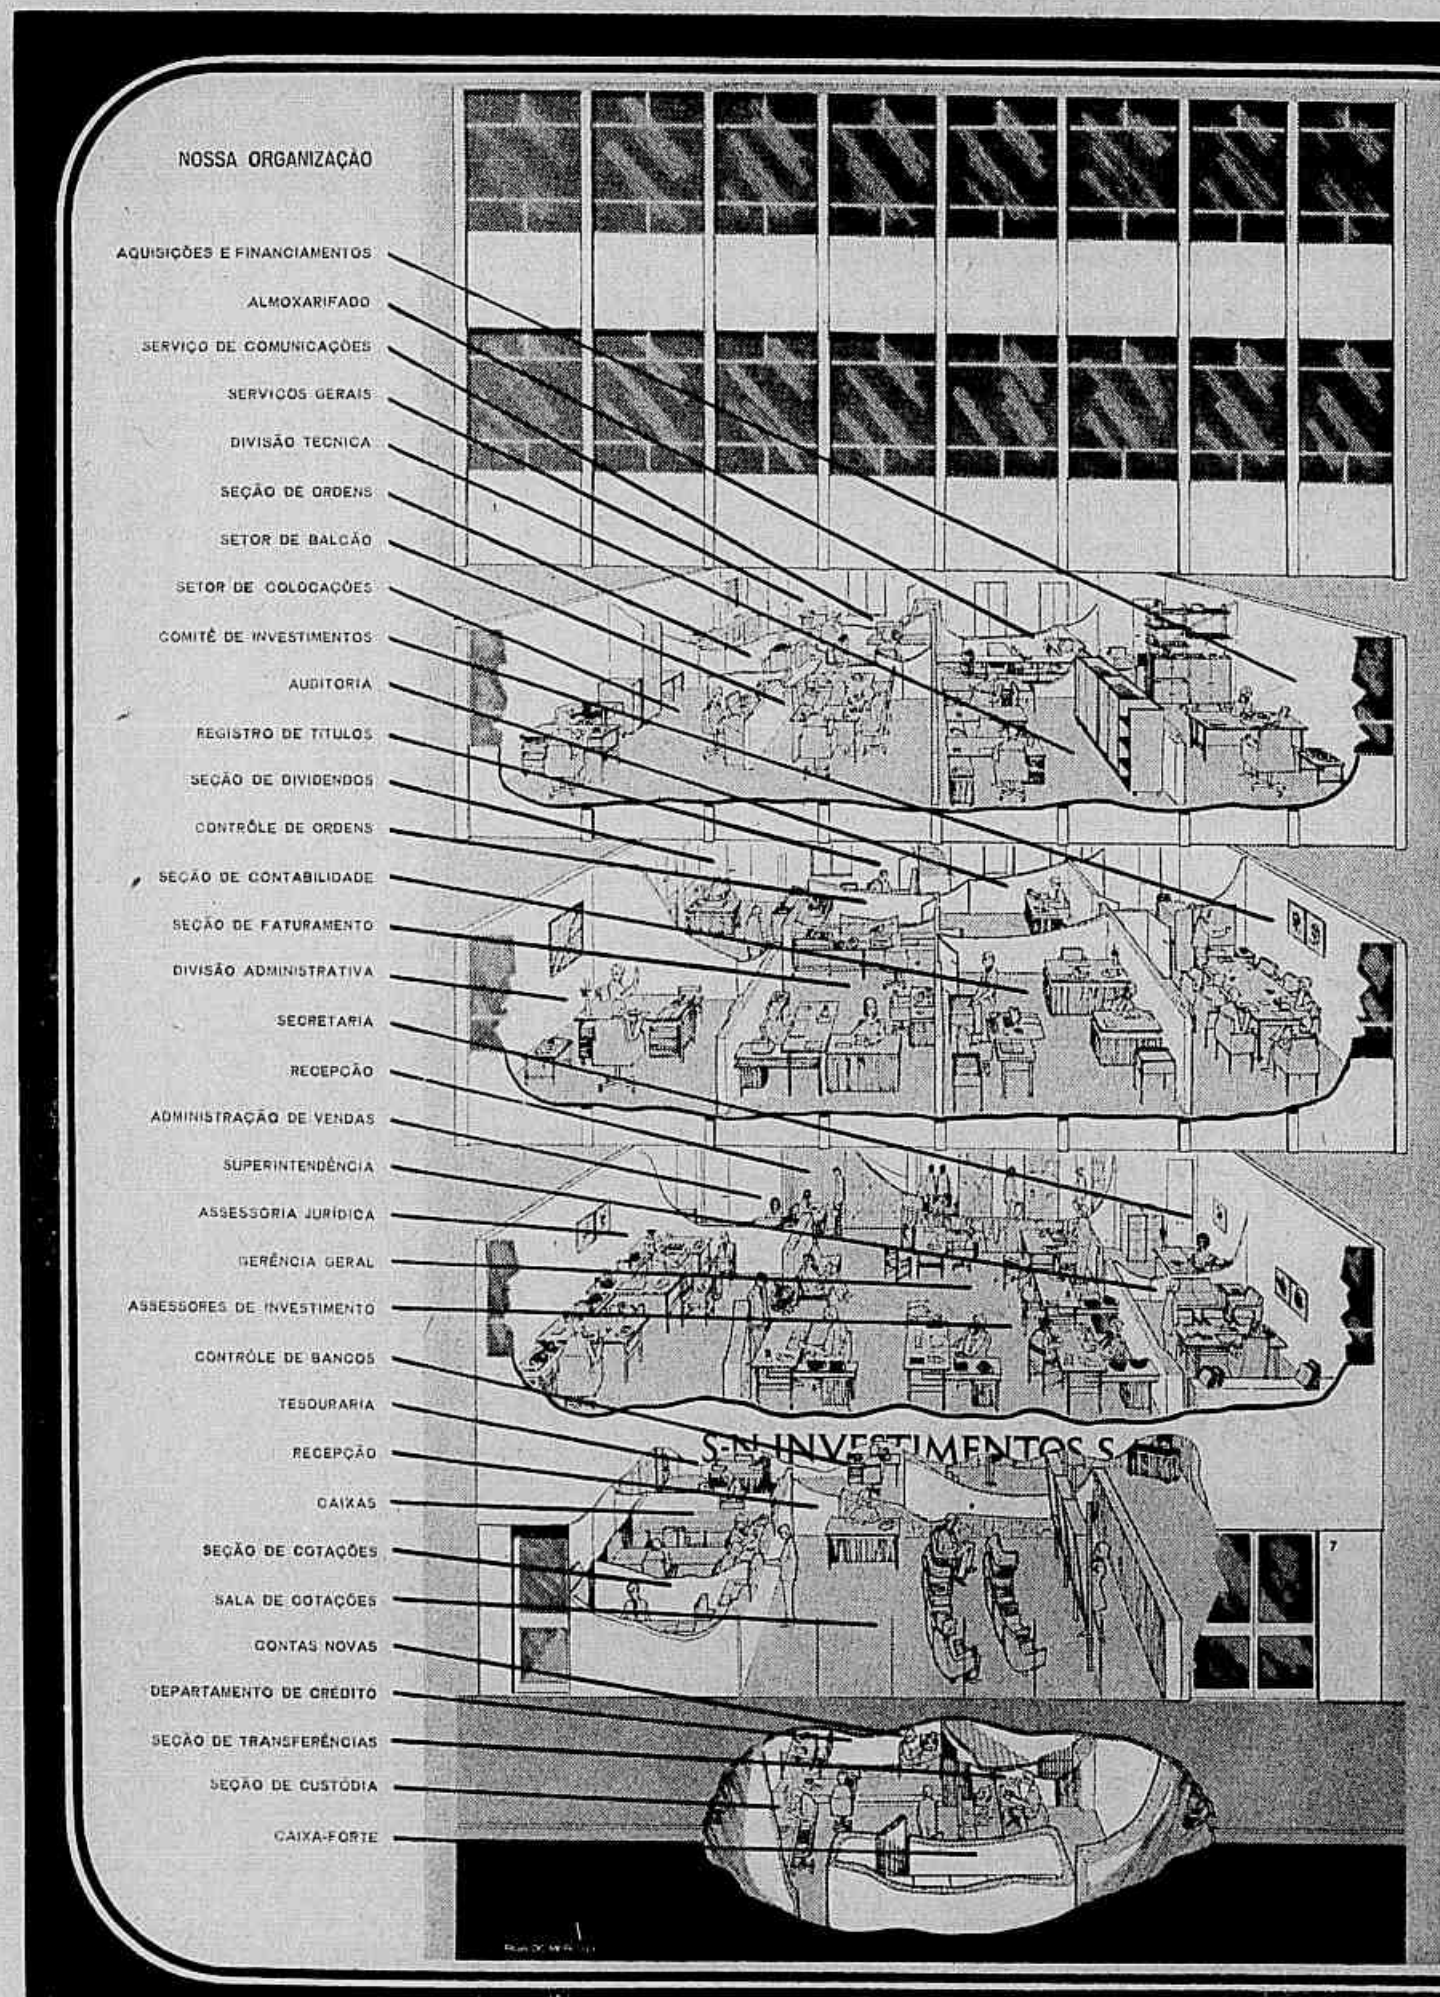 NOSSA ORGANIZAÇÃO
AQUISIÇÕES E FINANCIAMENTOS
ALMOXARIFADO
SERVIÇO DE COMUNICAÇÕES
SERVIÇOS GERAIS
DIVISÃO TECNICA
SEÇÃO DE ORDENS
SETOR DE BALCÃO
SETOR DE COLOCAÇÕES
COMITÊ DE INVESTIMENTOS
AUDITORIA
REGISTRO DE TITULOS
SEÇÃO DE DIVIDENDOS
CONTRÔLE DE ORDENS
SEÇÃO DE CONTABILIDADE
SEÇÃO DE FATURAMENTO
DIVISÃO ADMINISTRATIVA
SECRETARIA
RECEPÇÃO
ADMINISTRAÇÃO DE VENDAS
SUPERINTENDÊNCIA
ASSESSORIA JURÍDICA
GERÊNCIA GERAL
ASSESSORES DE INVESTIMENTO
CONTRÔLE DE BANCOS
TESOURARIA
RECEPÇÃO
CAIXAS
SEÇÃO DE COTAÇÕES
SALA DE COTAÇÕES
CONTAS NOVAS
DEPARTAMENTO DE CRÉDITO
SEÇÃO DE TRANSFERÊNCIAS
SEÇÃO DE CUSTÓDIA
CAIXA-FORTE
S-N INVESTIMENTOS S
7